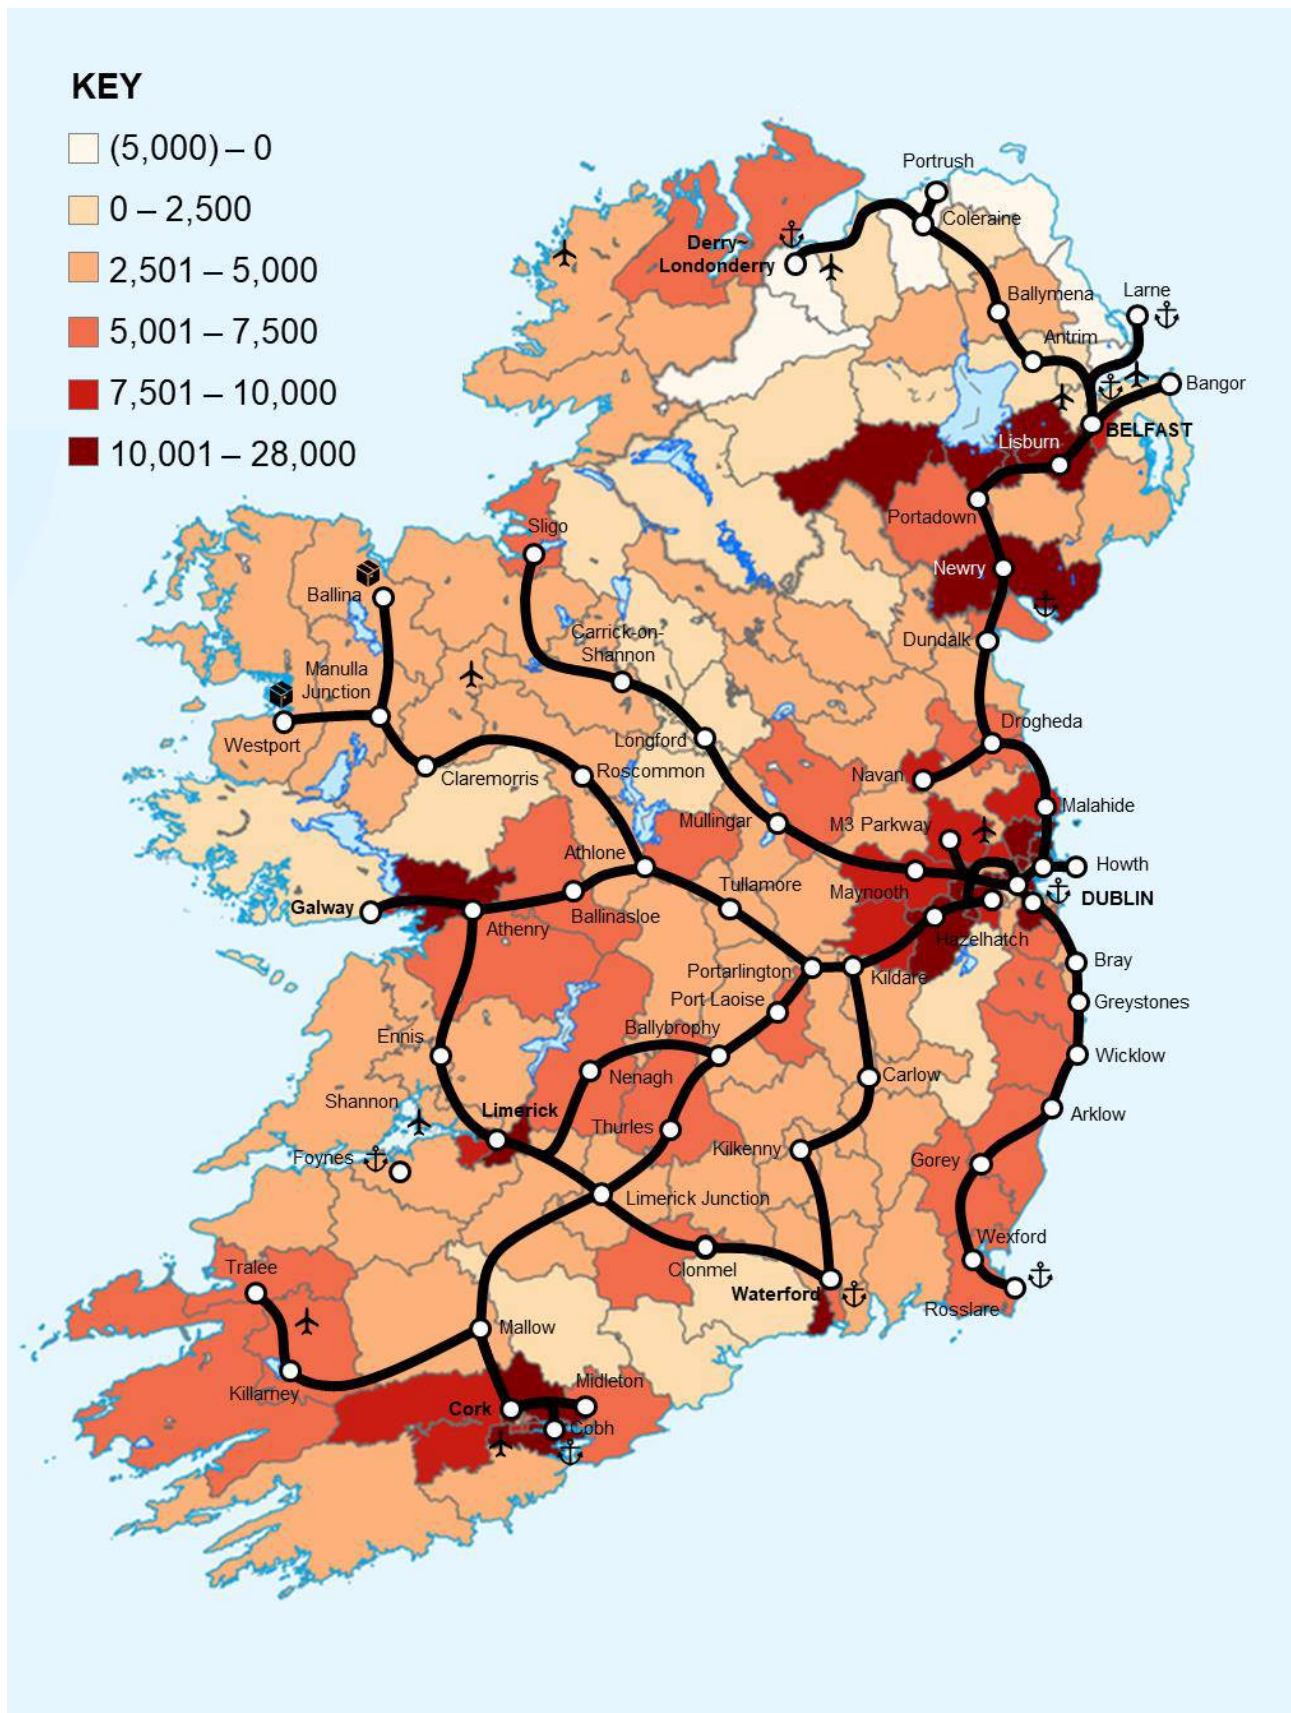 KEY
(5,000) – 0
0 – 2,500
2,501 – 5,000
5,001 – 7,500
7,501 – 10,000
10,001 – 28,000
Portrush
Coleraine
Derry~
Londonderry
Ballymena
Larne
Antrim
Bangor
BELFAST
Lisburn
Portadown
Sligo
Newry
Ballina
Dundalk
Carrick-on-
Shannon
Manulla
Junction
Drogheda
Westport
Longford
Claremorris
Roscommon
Navan
Malahide
Mullingar
M3 Parkway
Athlone
Howth
Tullamore
Maynooth
DUBLIN
Galway
Ballinasloe
Athenry
Hazelhatch
Bray
Portarlington
Kildare
Port Laoise
Greystones
Ballybrophy
Ennis
Wicklow
Nenagh
Carlow
Shannon
Limerick
Arklow
Thurles
Kilkenny
Foynes
Gorey
Limerick Junction
Wexford
Tralee
Clonmel
Waterford
Rosslare
Mallow
Killarney
Midleton
Cork
Cobh